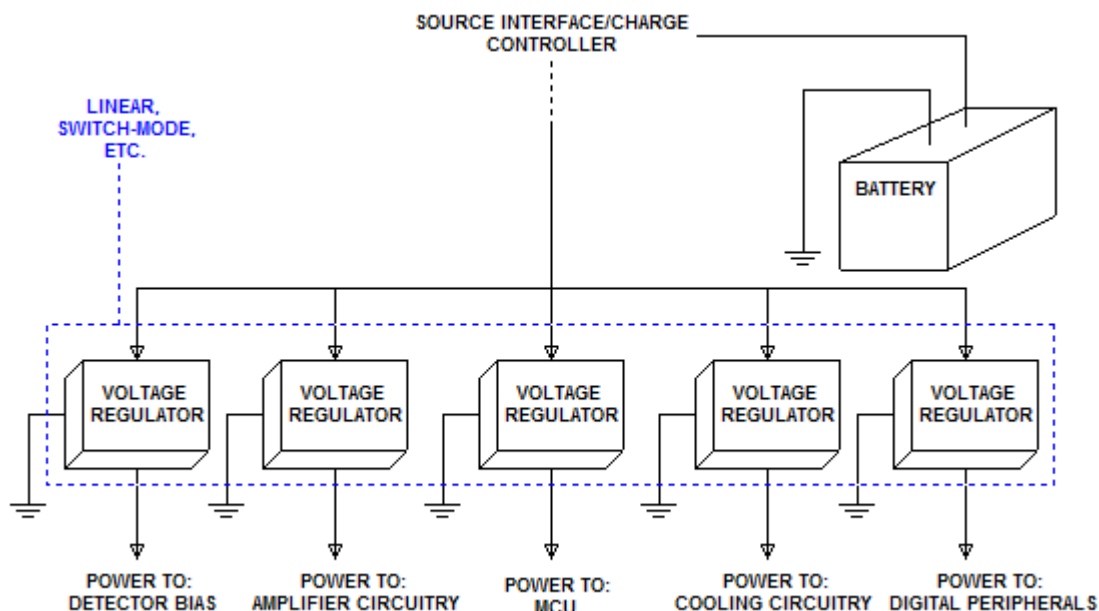 SOURCE INTERFACE/CHARGE
CONTROLLER
LINEAR,
SWITCH-MODE,
ETC.
BATTERY
VOLTAGE
REGULATOR
VOLTAGE
REGULATOR
VOLTAGE
REGULATOR
VOLTAGE
REGULATOR
VOLTAGE
REGULATOR
POWER TO:
DETECTOR BIAS
POWER TO:
AMPLIFIER CIRCUITRY
POWER TO:
MCU
POWER TO:
COOLING CIRCUITRY
POWER TO:
DIGITAL PERIPHERALS